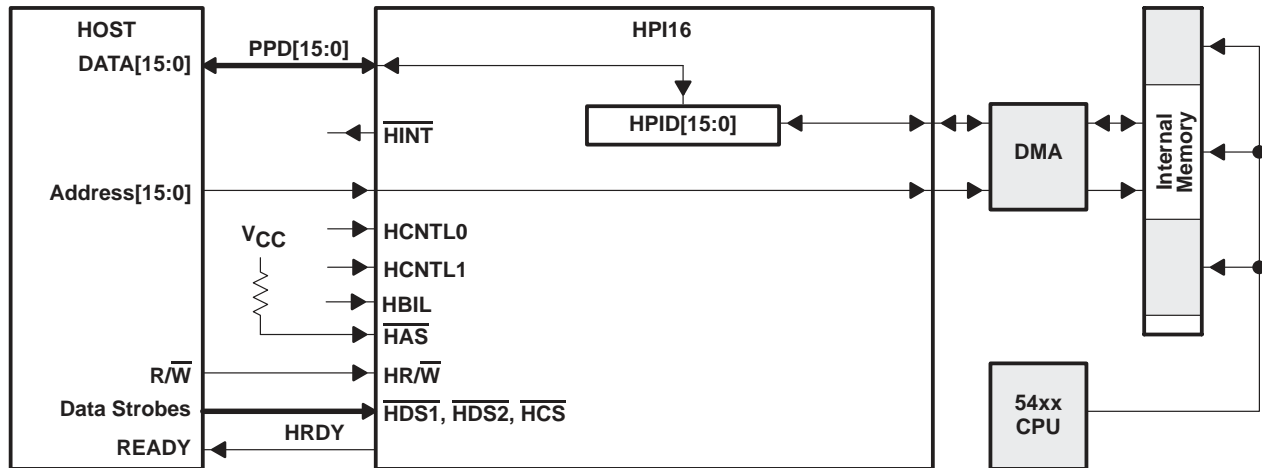 HOST
HPI16
DATA[15:0]
PPD[15:0]
HPID[15:0]
HINT
DMA
Internal
Memory
Address[15:0]
VCC
HCNTL0
HCNTL1
HBIL
HAS
R/W
HR/W
Data Strobes
HDS1, HDS2, HCS
54xx
CPU
READY
HRDY